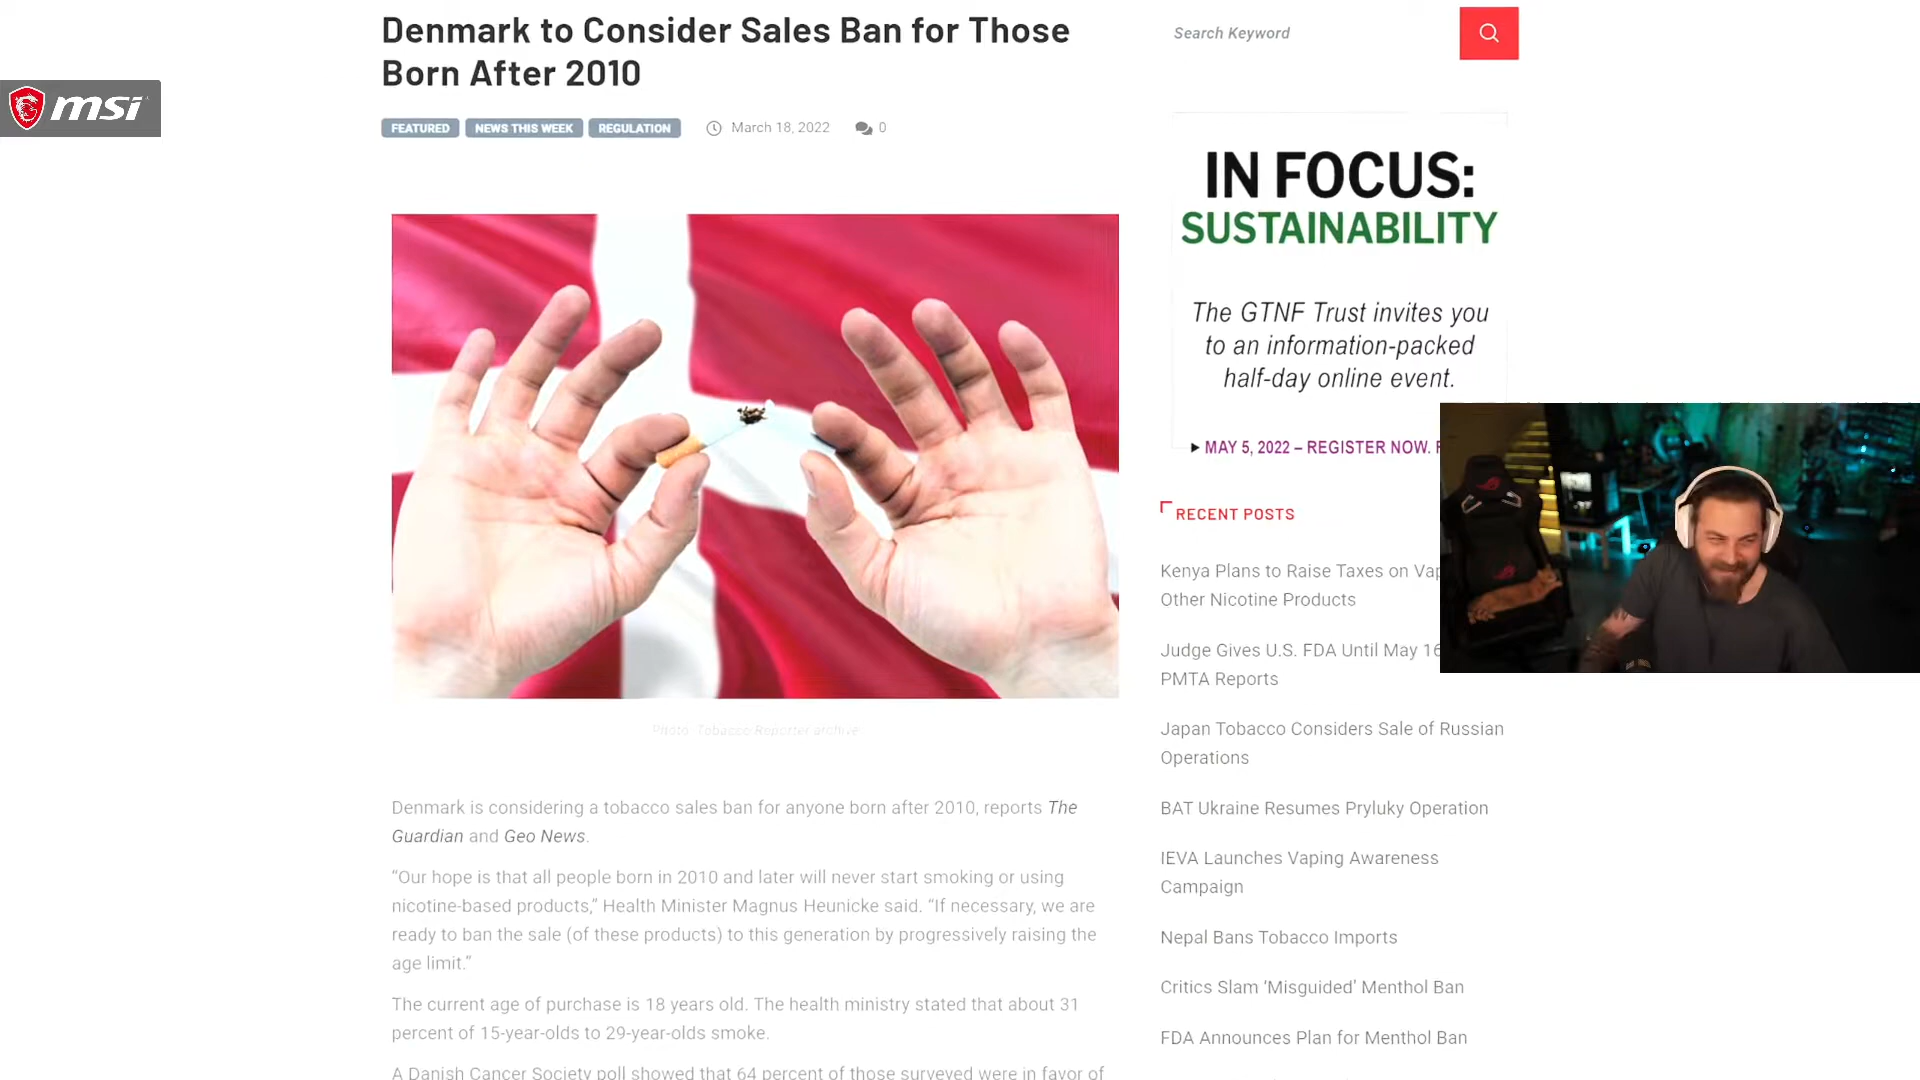 Denmark to Consider Sales Ban for Those
Born After 2010
msi
FEATURED NEWS THIS WEEK REGULATION March 18, 2022 0
Photo: Tobacco Reporter archive
Denmark is considering a tobacco sales ban for anyone born after 2010, reports The
Guardian and Geo News.
“Our hope is that all people born in 2010 and later will never start smoking or using
nicotine-based products,” Health Minister Magnus Heunicke said. “If necessary, we are
ready to ban the sale (of these products) to this generation by progressively raising the
age limit.”
The current age of purchase is 18 years old. The health ministry stated that about 31
percent of 15-year-olds to 29-year-olds smoke.
A Danish Cancer Society poll showed that 64 percent of those surveyed were in favor of
Search Keyword
IN FOCUS:
SUSTAINABILITY
The GTNF Trust invites you
to an information-packed
half-day online event.
MAY 5, 2022 – REGISTER NOW.
RECENT POSTS
Kenya Plans to Raise Taxes on
Other Nicotine Products
Judge Gives U.S. FDA Until May 16
PMTA Reports
Japan Tobacco Considers Sale of Russian
Operations
BAT Ukraine Resumes Pryluky Operation
IEVA Launches Vaping Awareness
Campaign
Nepal Bans Tobacco Imports
Critics Slam ‘Misguided’ Menthol Ban
FDA Announces Plan for Menthol Ban